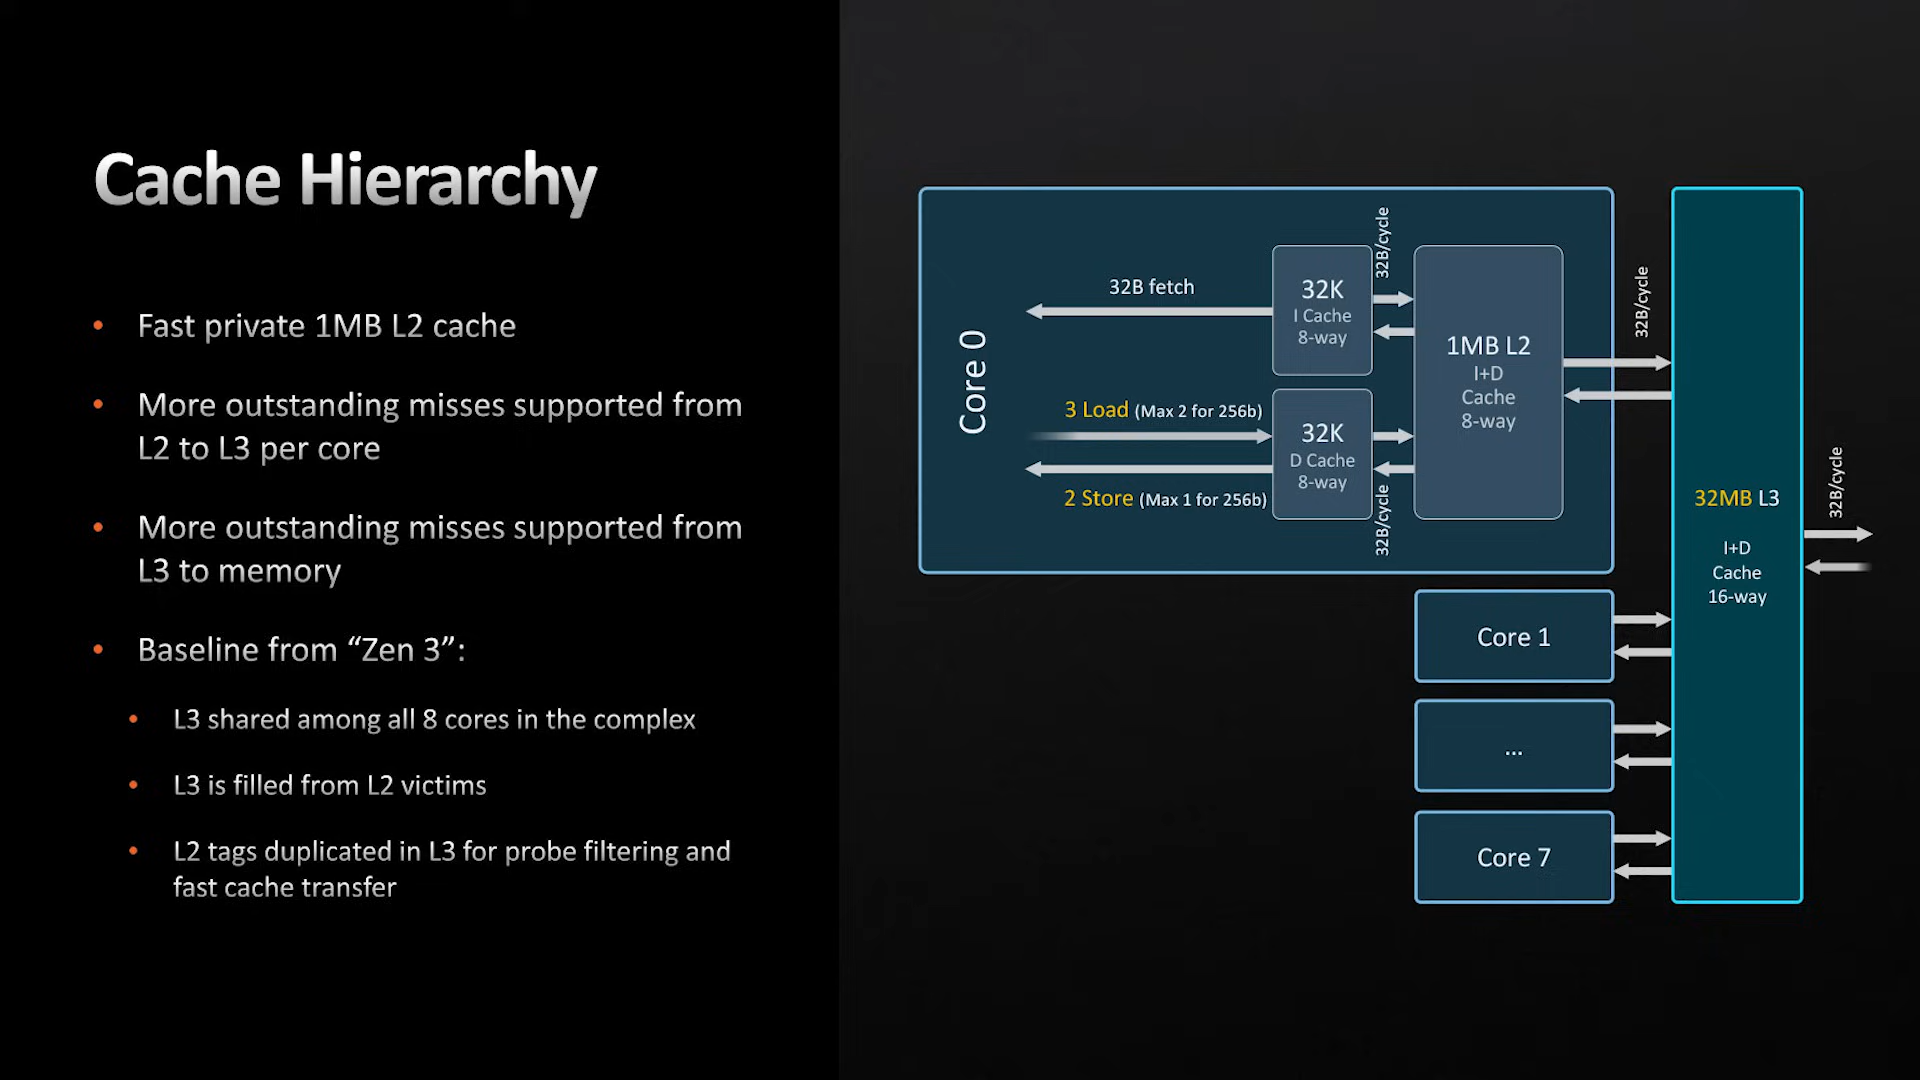 Cache Hierarchy
• Fast private 1MB L2 cache
• More outstanding misses supported from
L2 to L3 per core
• More outstanding misses supported from
L3 to memory
• Baseline from “Zen 3”:
• L3 shared among all 8 cores in the complex
• L3 is filled from L2 victims
• L2 tags duplicated in L3 for probe filtering and
fast cache transfer
Core 0
32B fetch
3 Load (Max 2 for 256b)
2 Store (Max 1 for 256b)
32K
I Cache
8-way
32B/cycle
32K
D Cache
8-way
32B/cycle
1MB L2
I+D
Cache
8-way
32B/cycle
Core 1
...
Core 7
32MB L3
I+D
Cache
16-way
32B/cycle